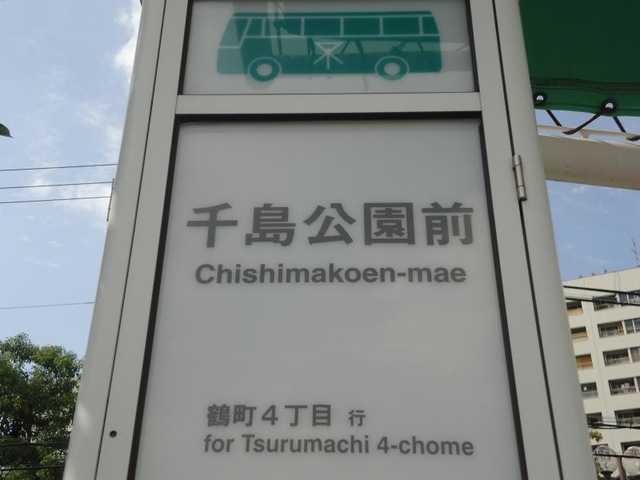 千島公園前
Chishimakoen-mae
鶴町4丁目 行
for Tsurumachi 4-chome